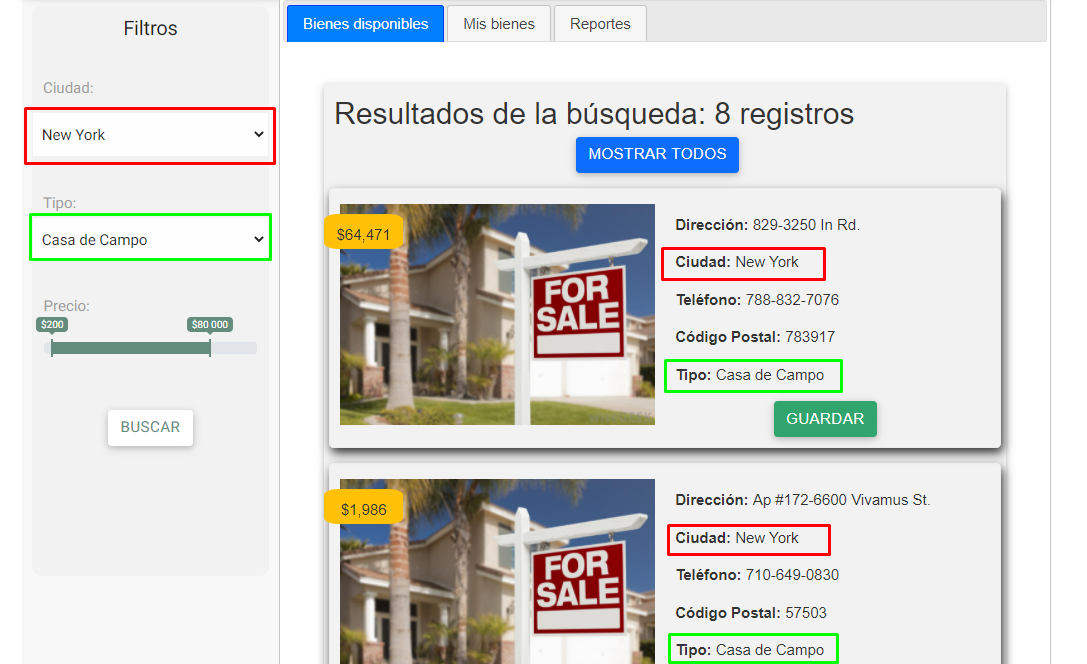 Filtros
Ciudad:
New York
Tipo:
Casa de Campo
Precio:
$200
$80 000
BUSCAR
Bienes disponibles
Mis bienes
Reportes
Resultados de la búsqueda: 8 registros
MOSTRAR TODOS
$64,471
FOR
SALE
Dirección: 829-3250 In Rd.
Ciudad: New York
Teléfono: 788-832-7076
Código Postal: 783917
Tipo: Casa de Campo
GUARDAR
$1,986
FOR
SALE
Dirección: Ap #172-6600 Vivamus St.
Ciudad: New York
Teléfono: 710-649-0830
Código Postal: 57503
Tipo: Casa de Campo